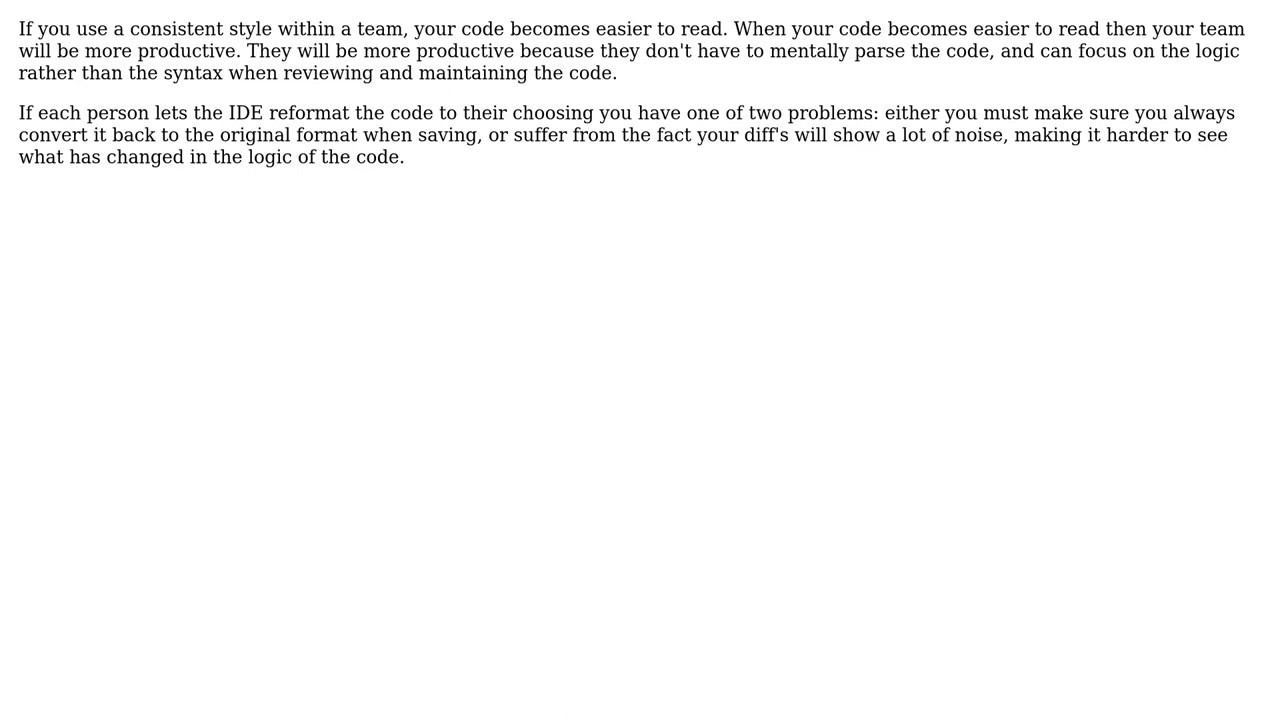 If you use a consistent style within a team, your code becomes easier to read. When your code becomes easier to read then your team
will be more productive. They will be more productive because they don't have to mentally parse the code, and can focus on the logic
rather than the syntax when reviewing and maintaining the code.
If each person lets the IDE reformat the code to their choosing you have one of two problems: either you must make sure you always
convert it back to the original format when saving, or suffer from the fact your diff's will show a lot of noise, making it harder to see
what has changed in the logic of the code.